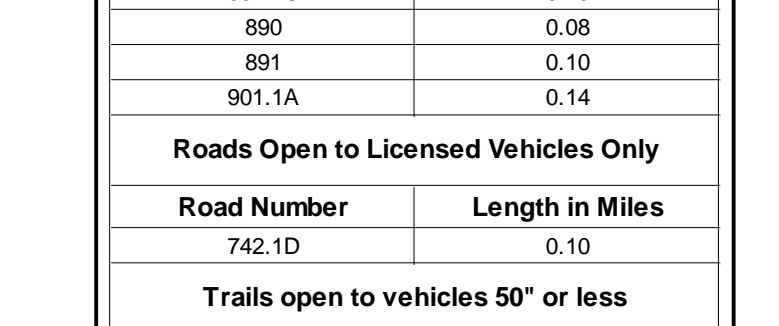 890 0.08
891 0.10
901.1A 0.14
Roads Open to Licensed Vehicles Only
Road Number Length in Miles
742.1D 0.10
Trails open to vehicles 50" or less